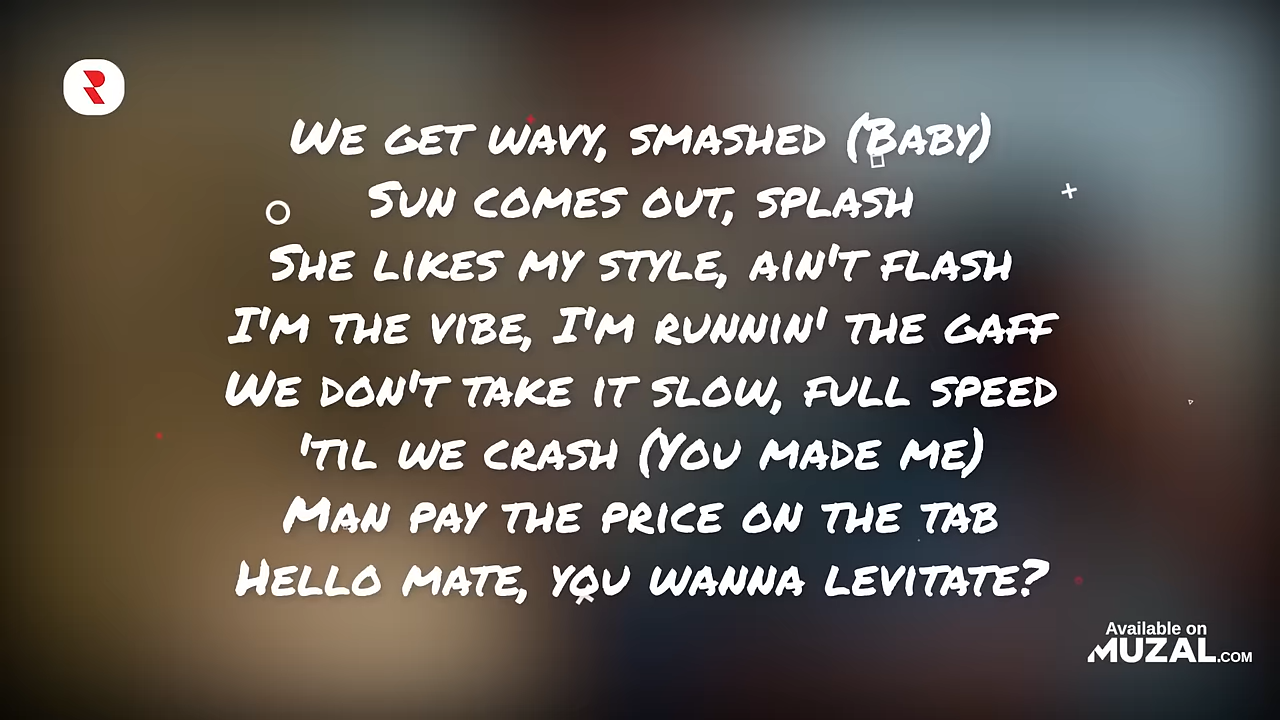 We get wavy, smashed (Baby)
Sun comes out, splash
She likes my style, ain't flash
I'm the vibe, I'm runnin' the gaff
We don't take it slow, full speed
'til we crash (You made me)
Man pay the price on the tab
Hello mate, you wanna levitate?
Available on
MUZAL.COM